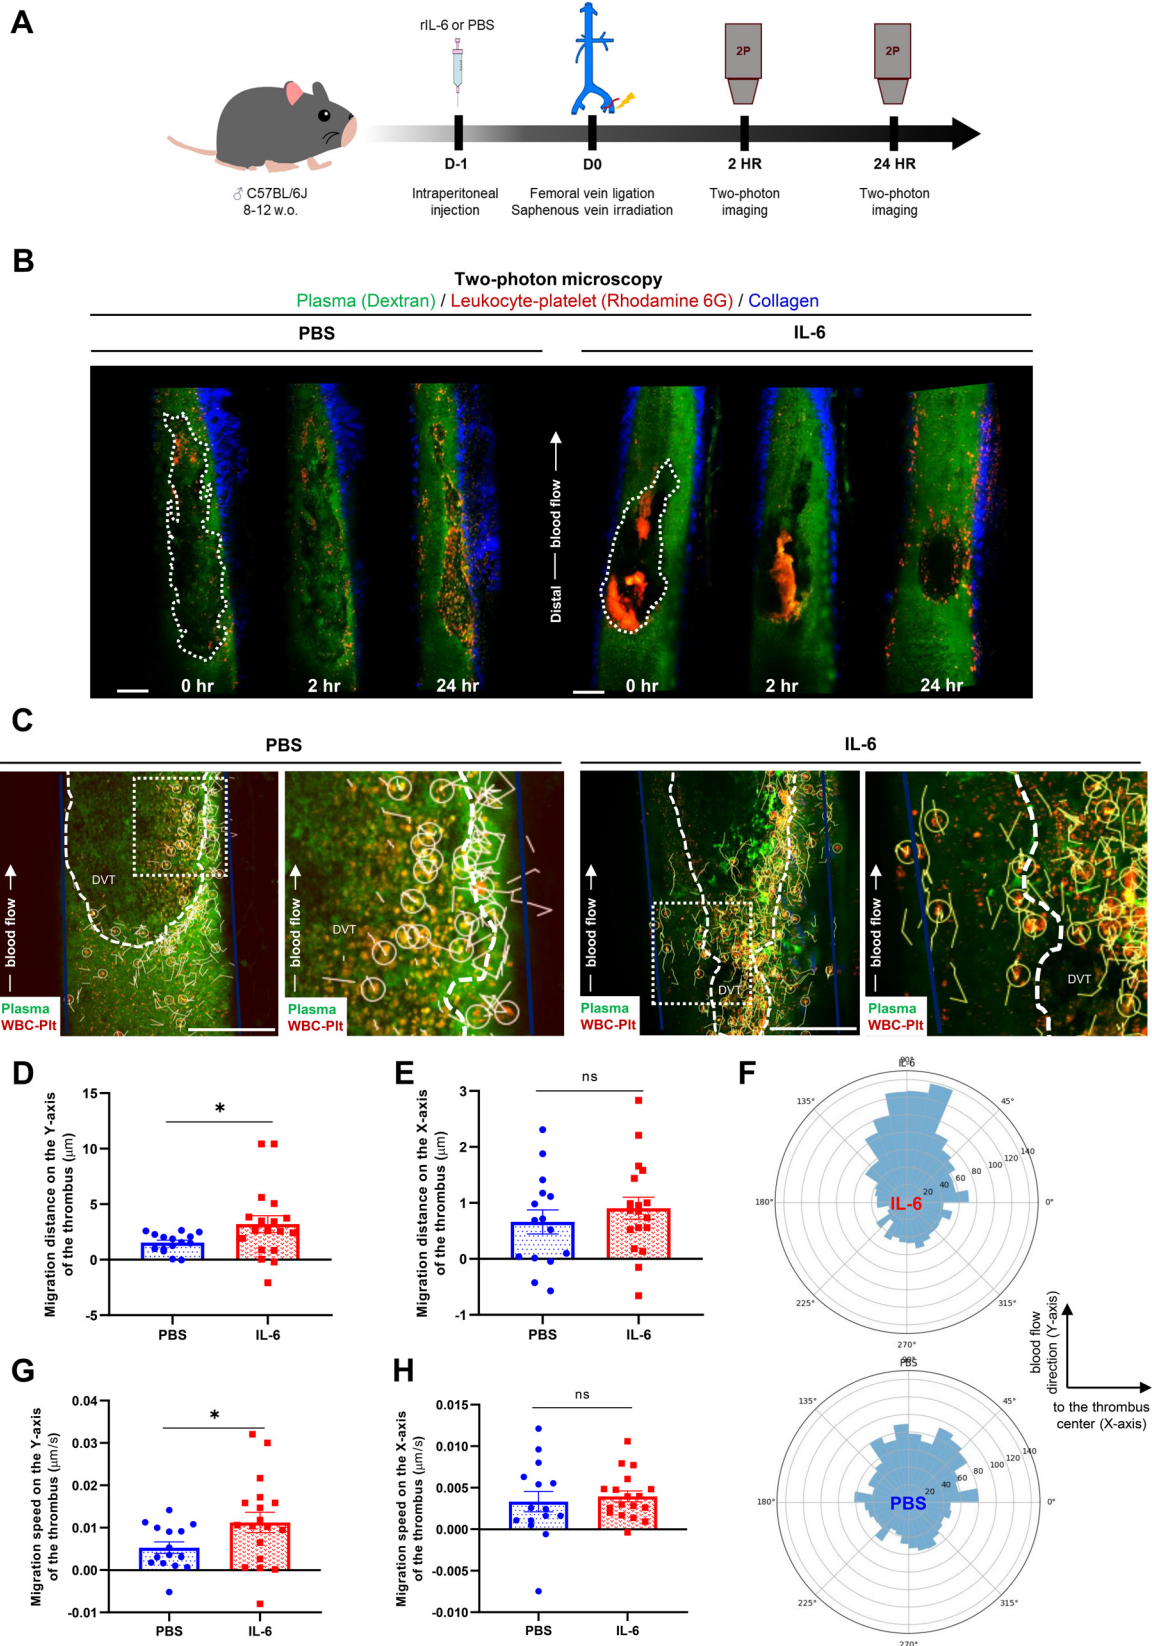 A
rIL-6 or PBS
2P
2P
D-1
D0
2 HR
24 HR
♂ C57BL/6J
8-12 w.o.
Intraperitoneal
injection
Femoral vein ligation
Saphenous vein irradiation
Two-photon
imaging
Two-photon
imaging
B
Two-photon microscopy
Plasma (Dextran) / Leukocyte-platelet (Rhodamine 6G) / Collagen
PBS
IL-6
Distal
blood flow
0 hr
2 hr
24 hr
0 hr
2 hr
24 hr
C
PBS
IL-6
DVT
blood flow
Plasma
WBC-Plt
DVT
blood flow
Plasma
WBC-Plt
DVT
blood flow
Plasma
WBC-Plt
DVT
blood flow
Plasma
WBC-Plt
D
Migration distance on the Y-axis
of the thrombus (μm)
15
10
5
0
-5
*
PBS
IL-6
E
Migration distance on the X-axis
of the thrombus (μm)
3
2
1
0
-1
ns
PBS
IL-6
F
90°
IL-6
135°
45°
180°
0°
225°
315°
270°
20
40
60
80
100
120
140
IL-6
90°
PBS
135°
45°
180°
0°
225°
315°
270°
20
40
60
80
100
120
140
PBS
blood flow
direction (Y-axis)
to the thrombus
center (X-axis)
G
Migration speed on the Y-axis
of the thrombus (μm/s)
0.04
0.03
0.02
0.01
0.00
-0.01
*
PBS
IL-6
H
Migration speed on the X-axis
of the thrombus (μm/s)
0.015
0.010
0.005
0.000
-0.005
-0.010
ns
PBS
IL-6